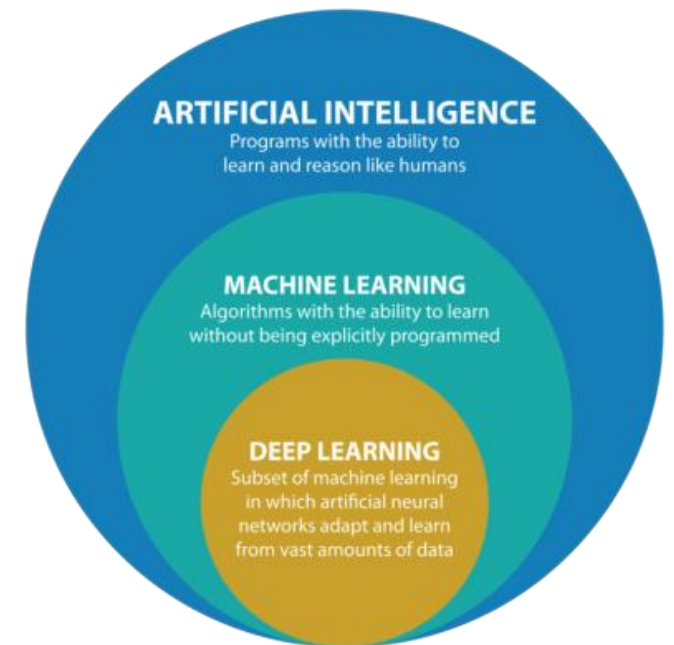 ARTIFICIAL INTELLIGENCE
Programs with the ability to
learn and reason like humans
MACHINE LEARNING
Algorithms with the ability to learn
without being explicitly programmed
DEEP LEARNING
Subset of machine learning
in which artificial neural
networks adapt and learn
from vast amounts of data